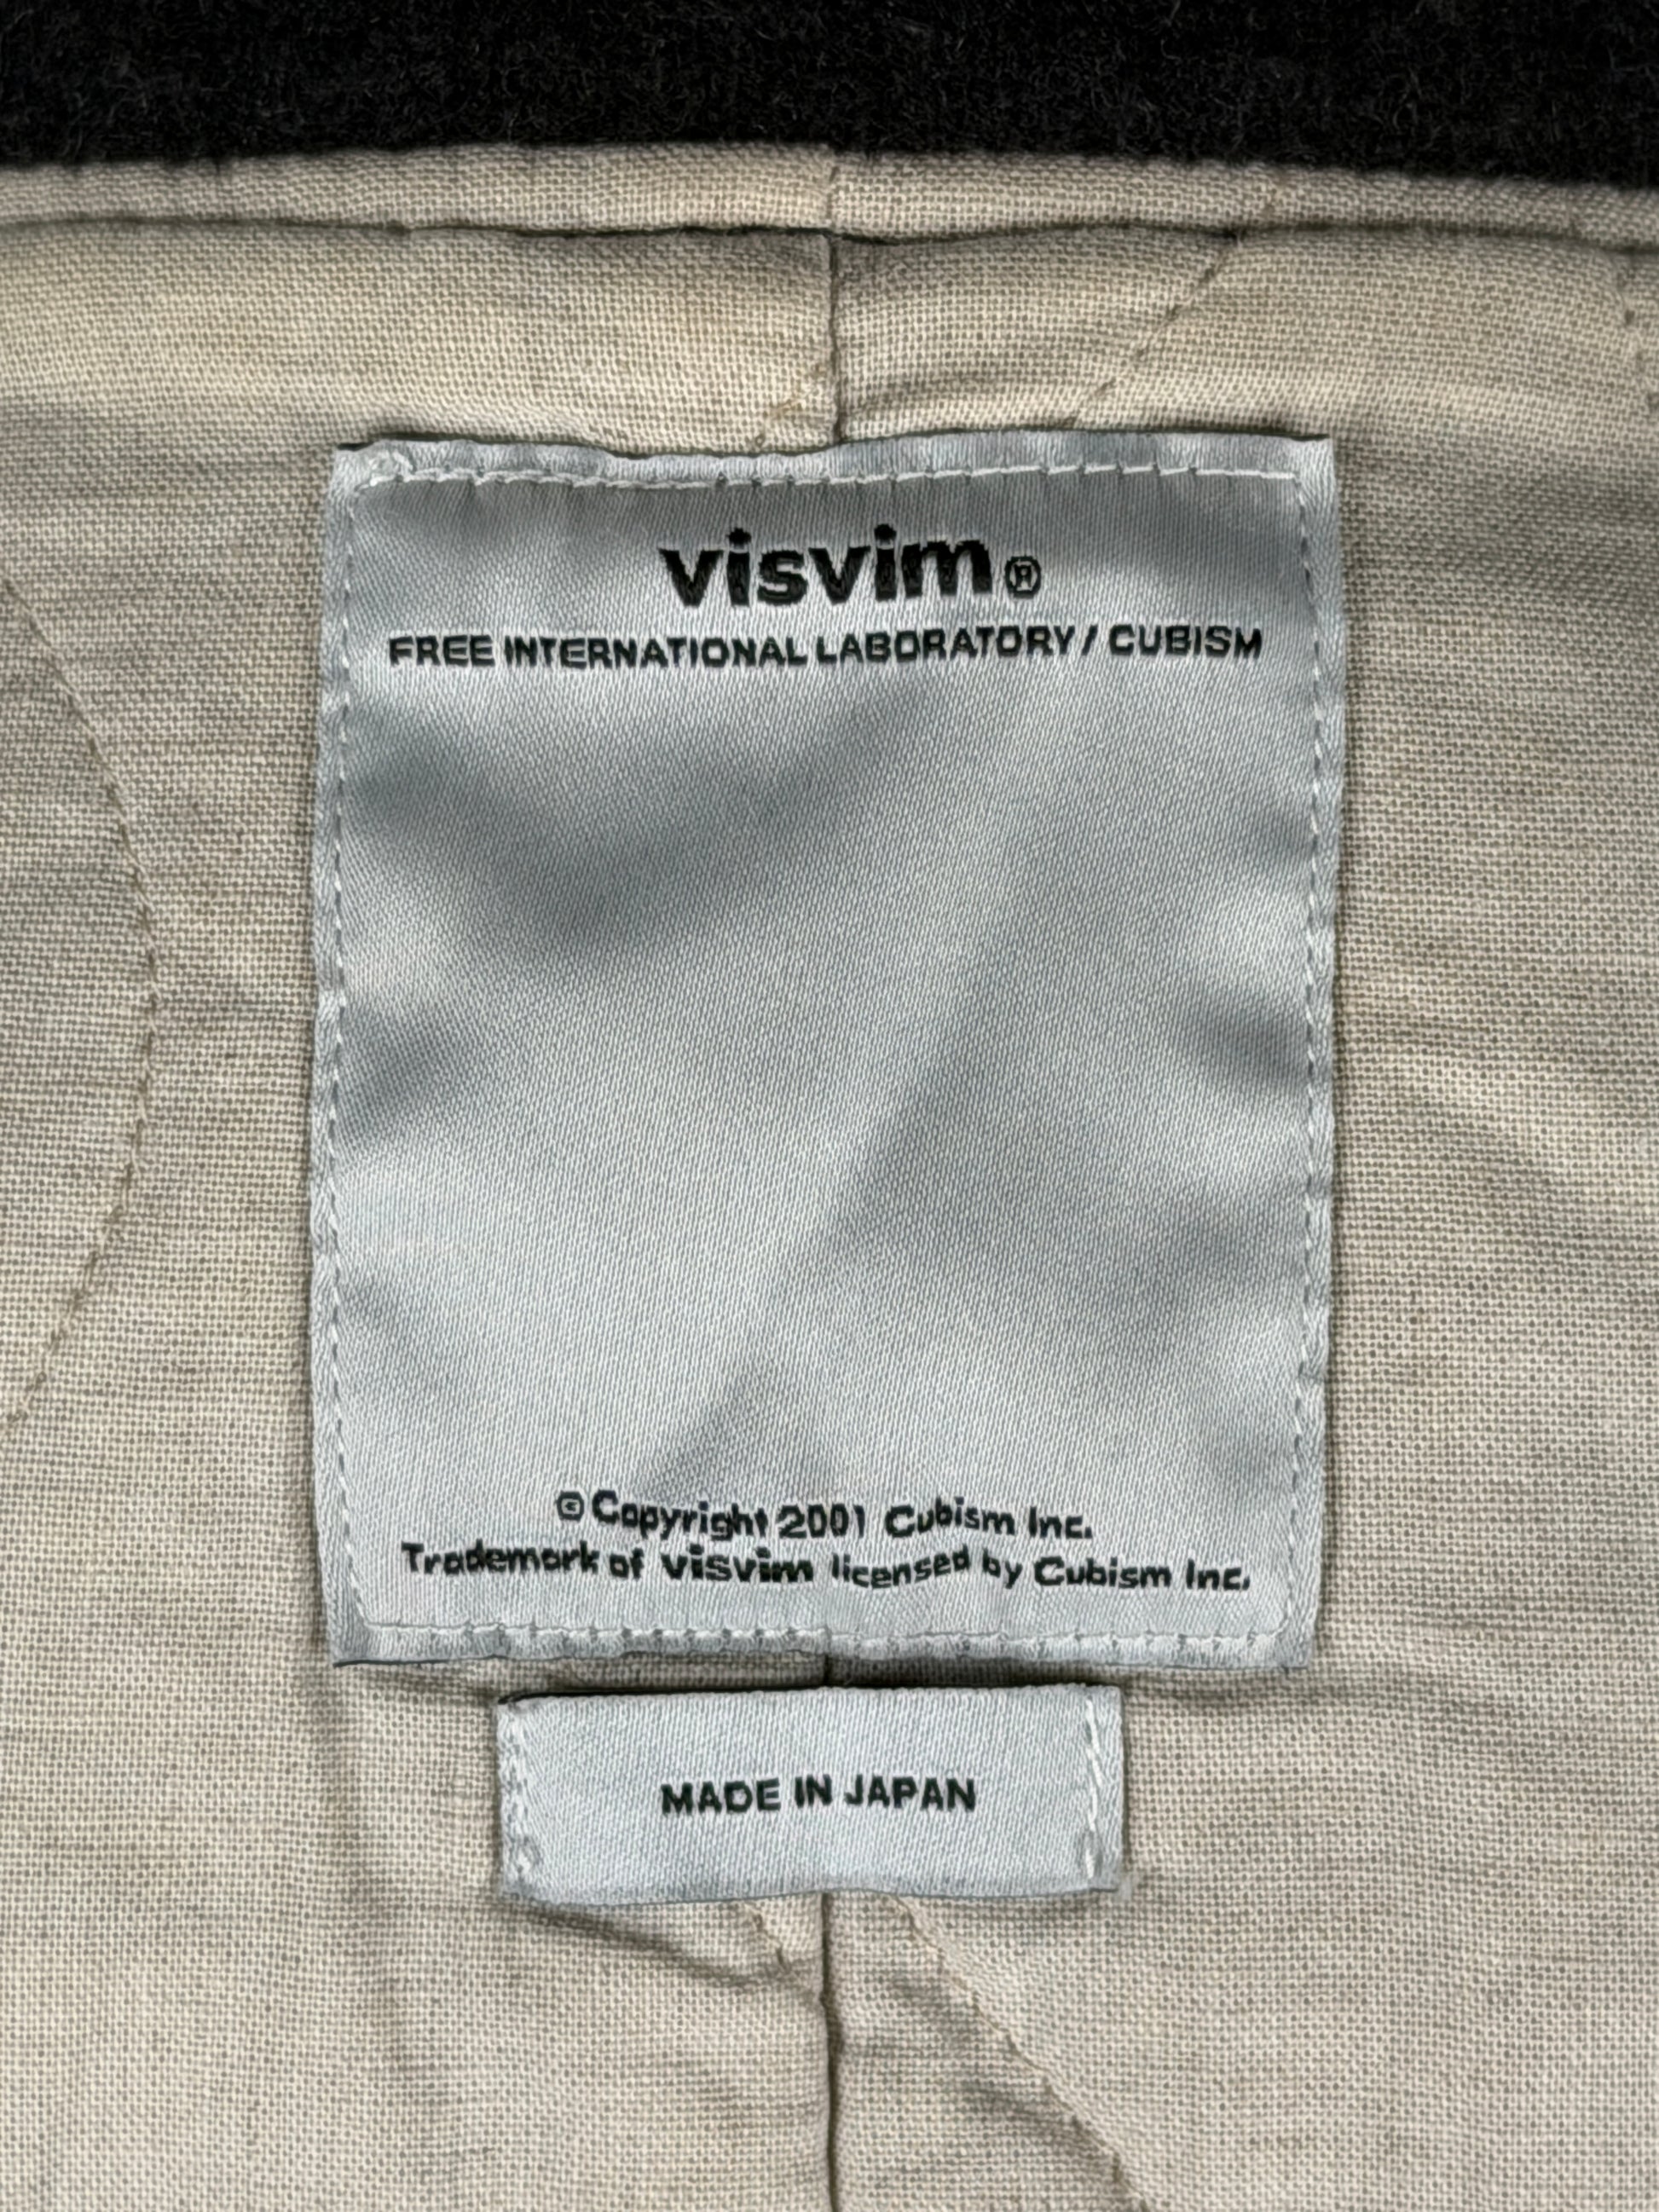 visvim®
FREE INTERNATIONAL LABORATORY / CUBISM
© Copyright 2001 Cubism Inc.
Trademark of visvim licensed by Cubism Inc.
MADE IN JAPAN